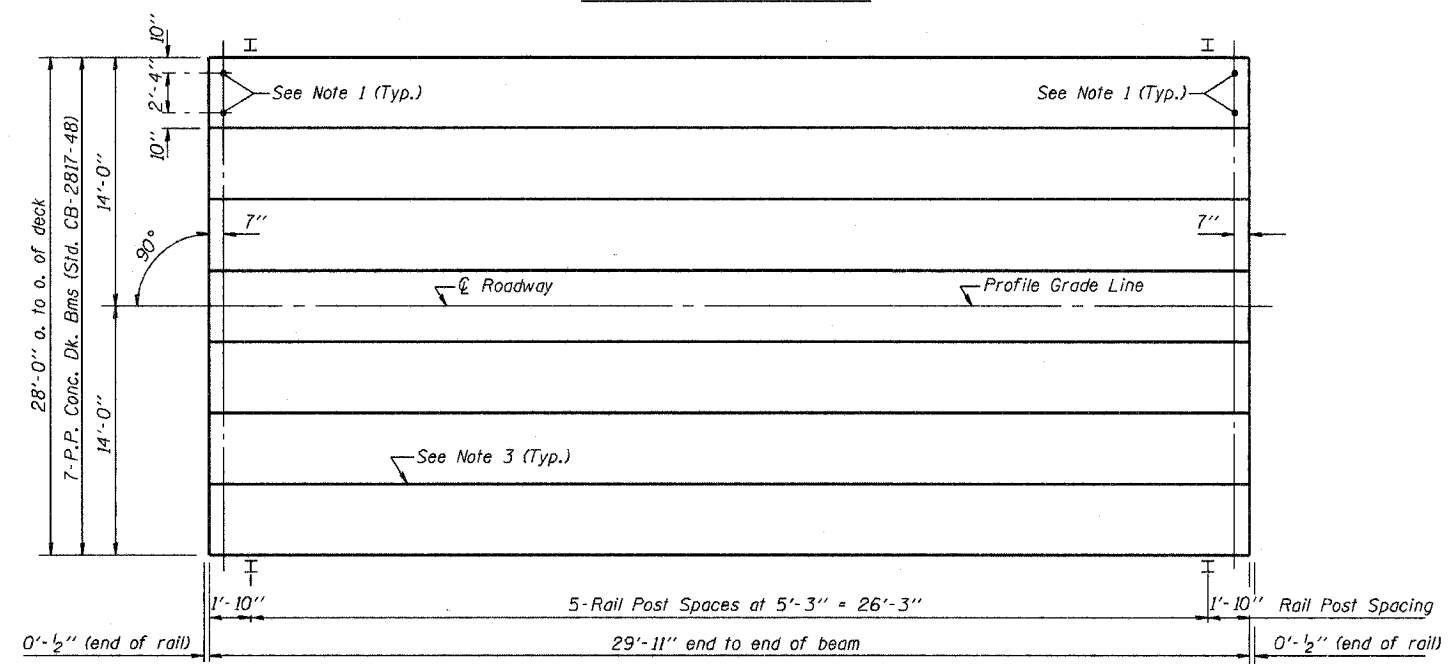 10"
2'-4"
10"
See Note 1 (Typ.)
See Note 1 (Typ.)
28'-0" o. to o. of deck
7-P.P. Conc. Dk. Bms (Std. CB-2817-48)
14'-0"
14'-0"
90°
7"
7"
℄ Roadway
Profile Grade Line
See Note 3 (Typ.)
1'-10"
5-Rail Post Spaces at 5'-3" = 26'-3"
1'-10"
Rail Post Spacing
0'-½" (end of rail)
29'-11" end to end of beam
0'-½" (end of rail)